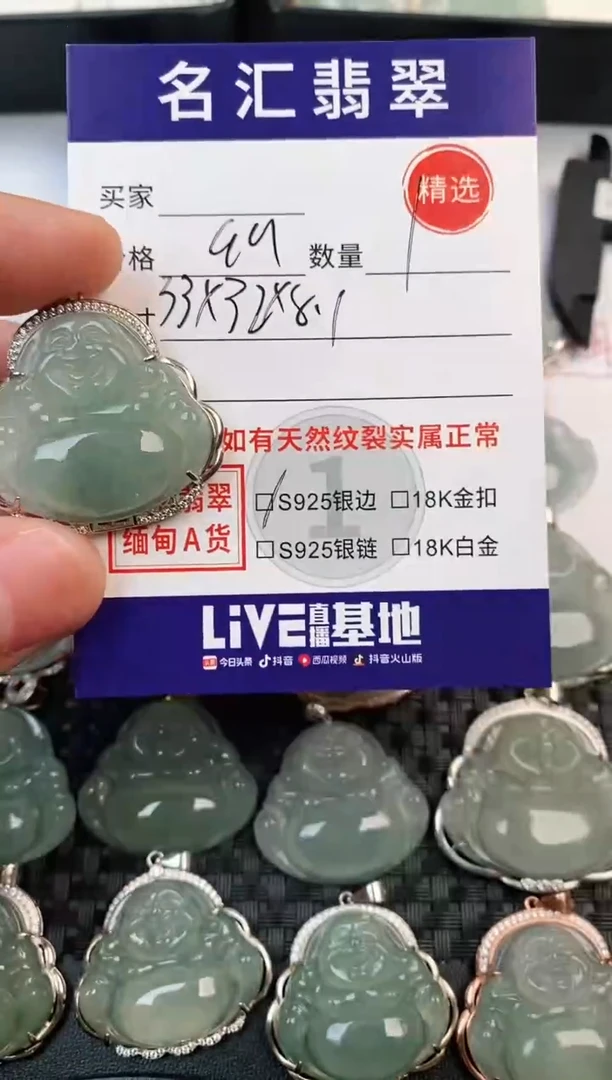 名汇翡翠
买家
精选
格 99 数量 1
+33X32X8.1
如有天然纹裂实属正常
翡翠
缅甸A货
1
S925银边 18K金扣
S925银链 18K白金
LiVE直播基地
今日头条 抖音 西瓜视频 抖音火山版